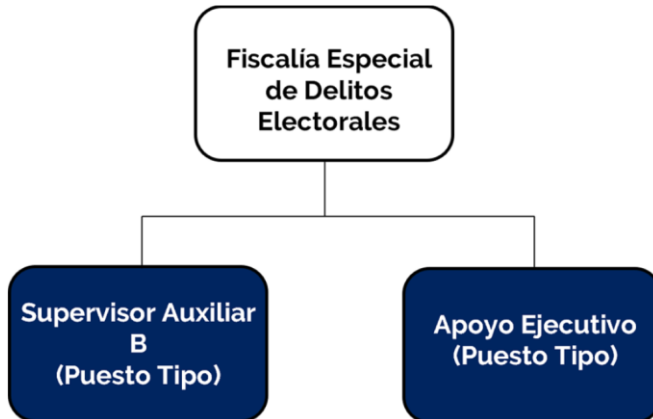 Fiscalía Especial
de Delitos
Electorales
Supervisor Auxiliar
B
(Puesto Tipo)
Apoyo Ejecutivo
(Puesto Tipo)